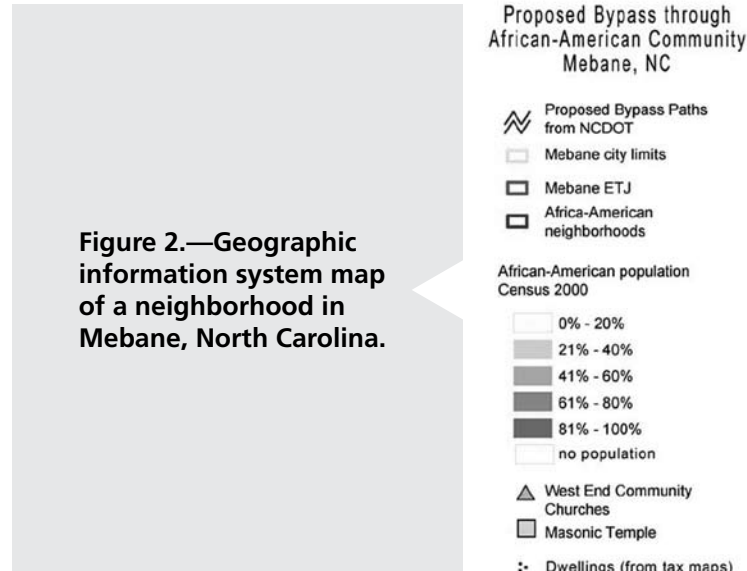 Figure 2.—Geographic
information system map
of a neighborhood in
Mebane, North Carolina.
Proposed Bypass through
African-American Community
Mebane, NC
Proposed Bypass Paths
from NCDOT
Mebane city limits
Mebane ETJ
Africa-American
neighborhoods
African-American population
Census 2000
0% - 20%
21% - 40%
41% - 60%
61% - 80%
81% - 100%
no population
West End Community
Churches
Masonic Temple
Dwellings (from tax maps)